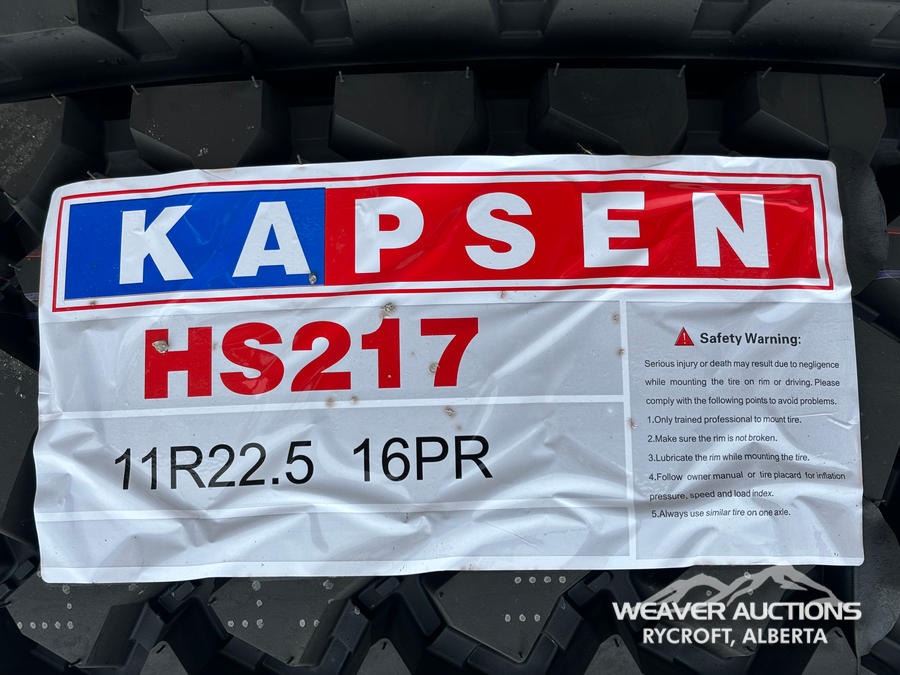 KAPSEN
HS217
11R22.5 16PR
Safety Warning:
Serious injury or death may result due to negligence
while mounting the tire on rim or driving. Please
comply with the following points to avoid problems.
1.Only trained professional to mount tire.
2.Make sure the rim is not broken.
3.Lubricate the rim while mounting the tire.
4.Follow owner manual or tire placard for inflation
pressure, speed and load index.
5.Always use similar tire on one axle.
WEAVER AUCTIONS
RYCROFT, ALBERTA